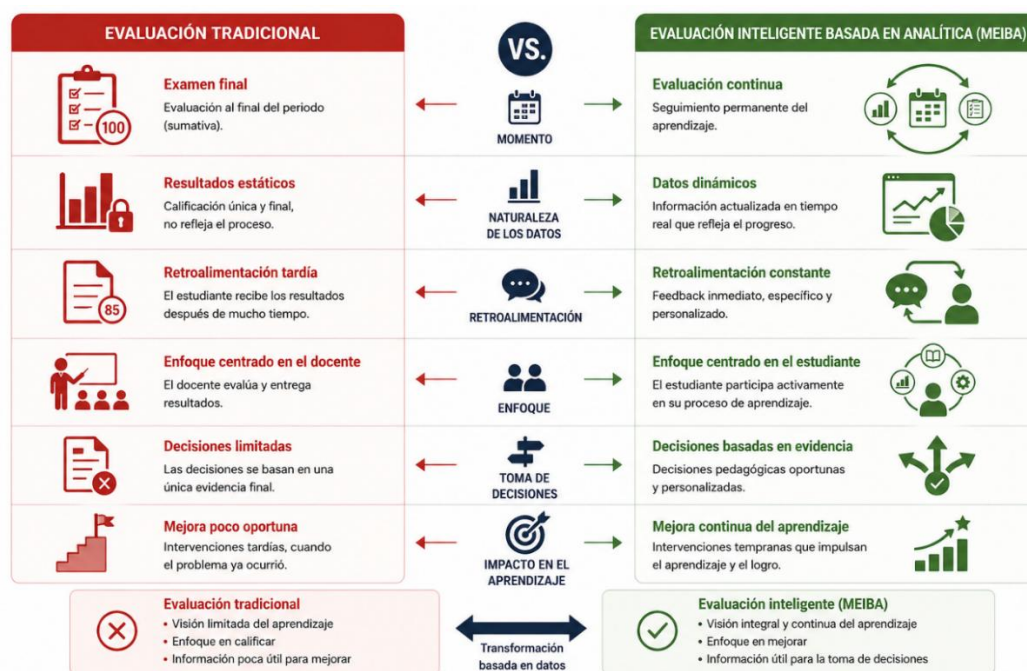 EVALUACIÓN TRADICIONAL
VS.
EVALUACIÓN INTELIGENTE BASADA EN ANALÍTICA (MEIBA)
100
Examen final
Evaluación al final del periodo
(sumativa).
MOMENTO
Evaluación continua
Seguimiento permanente del
aprendizaje.
Resultados estáticos
Calificación única y final,
no refleja el proceso.
NATURALEZA
DE LOS DATOS
Datos dinámicos
Información actualizada en tiempo
real que refleja el progreso.
85
Retroalimentación tardía
El estudiante recibe los resultados
después de mucho tiempo.
RETROALIMENTACIÓN
Retroalimentación constante
Feedback inmediato, específico y
personalizado.
Enfoque centrado en el docente
El docente evalúa y entrega
resultados.
ENFOQUE
Enfoque centrado en el estudiante
El estudiante participa activamente
en su proceso de aprendizaje.
Decisiones limitadas
Las decisiones se basan en una
única evidencia final.
TOMA DE
DECISIONES
Decisiones basadas en evidencia
Decisiones pedagógicas oportunas
y personalizadas.
Mejora poco oportuna
Intervenciones tardías, cuando
el problema ya ocurrió.
IMPACTO EN EL
APRENDIZAJE
Mejora continua del aprendizaje
Intervenciones tempranas que impulsan
el aprendizaje y el logro.
Evaluación tradicional
• Visión limitada del aprendizaje
• Enfoque en calificar
• Información poca útil para mejorar
Transformación
basada en datos
Evaluación inteligente (MEIBA)
• Visión integral y continua del aprendizaje
• Enfoque en mejorar
• Información útil para la toma de decisiones